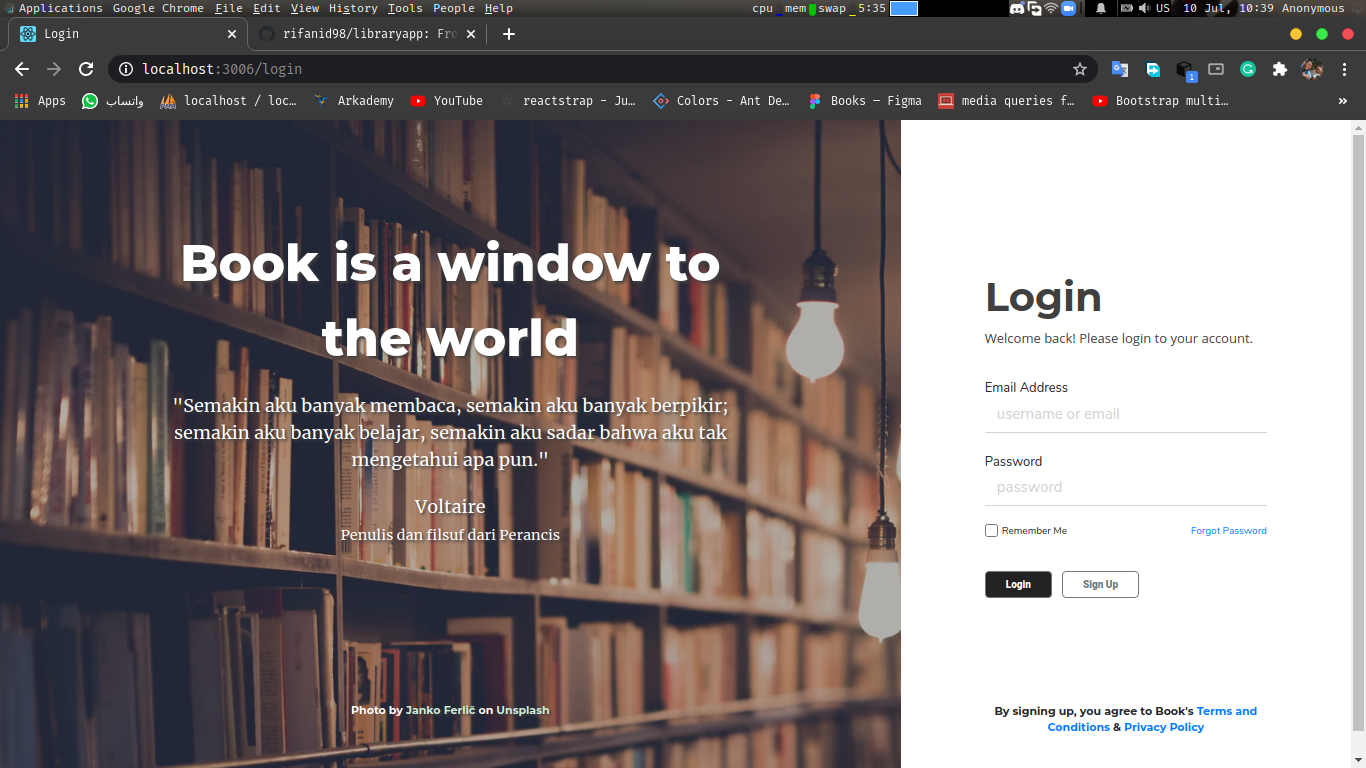 Applications Google Chrome File Edit View History Tools People Help cpu mem swap 5:35 US 10 Jul, 10:39 Anonymous
Login rifanid98/libraryapp: Fro
localhost:3006/login
Apps واتساب localhost / loc… Arkademy YouTube reactstrap – Ju… Colors - Ant De… Books – Figma media queries f… Bootstrap multi… »
1
Book is a window to
the world
"Semakin aku banyak membaca, semakin aku banyak berpikir;
semakin aku banyak belajar, semakin aku sadar bahwa aku tak
mengetahui apa pun."
Voltaire
Penulis dan filsuf dari Perancis
Photo by Janko Ferlič on Unsplash
Login
Welcome back! Please login to your account.
Email Address
username or email
Password
password
Remember Me Forgot Password
Login Sign Up
By signing up, you agree to Book's Terms and
Conditions & Privacy Policy